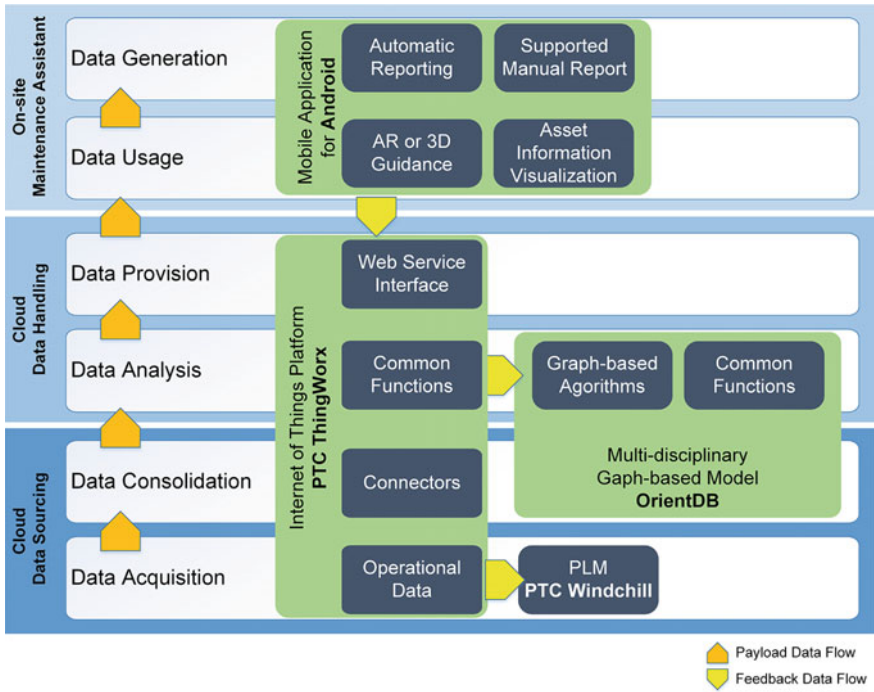 On-site
Maintenance Assistant
Data Generation
Data Usage
Mobile Application
for Android
Automatic
Reporting
Supported
Manual Report
AR or 3D
Guidance
Asset
Information
Visualization
Cloud
Data Handling
Data Provision
Data Analysis
Internet of Things Platform
PTC ThingWorx
Web Service
Interface
Common
Functions
Graph-based
Agorithms
Common
Functions
Multi-disciplinary
Gaph-based Model
OrientDB
Cloud
Data Sourcing
Data Consolidation
Data Acquisition
Connectors
Operational
Data
PLM
PTC Windchill
Payload Data Flow
Feedback Data Flow